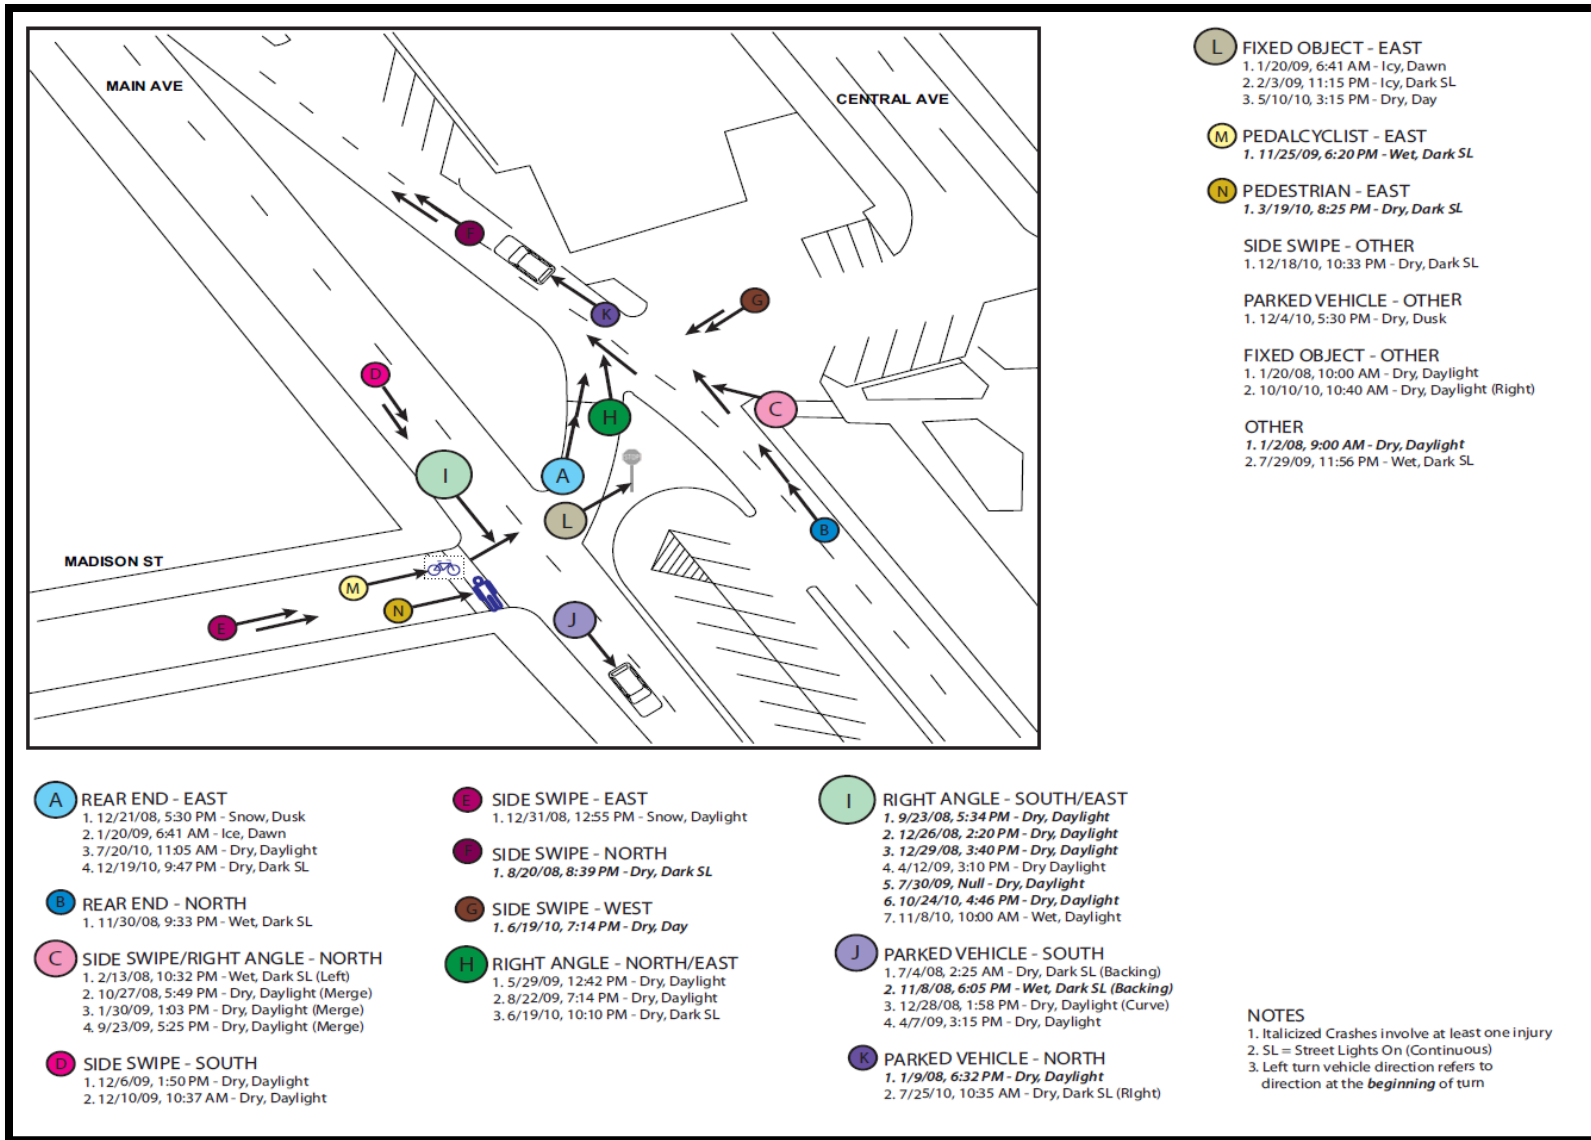 MAIN AVE
CENTRAL AVE
MADISON ST
STOP
A
B
C
D
E
F
G
H
I
J
K
L
M
N
L FIXED OBJECT - EAST
1. 1/20/09, 6:41 AM - Icy, Dawn
2. 2/3/09, 11:15 PM - Icy, Dark SL
3. 5/10/10, 3:15 PM - Dry, Day
M PEDALCYCLIST - EAST
1. 11/25/09, 6:20 PM - Wet, Dark SL
N PEDESTRIAN - EAST
1. 3/19/10, 8:25 PM - Dry, Dark SL
SIDE SWIPE - OTHER
1. 12/18/10, 10:33 PM - Dry, Dark SL
PARKED VEHICLE - OTHER
1. 12/4/10, 5:30 PM - Dry, Dusk
FIXED OBJECT - OTHER
1. 1/20/08, 10:00 AM - Dry, Daylight
2. 10/10/10, 10:40 AM - Dry, Daylight (Right)
OTHER
1. 1/2/08, 9:00 AM - Dry, Daylight
2. 7/29/09, 11:56 PM - Wet, Dark SL
A REAR END - EAST
1. 12/21/08, 5:30 PM - Snow, Dusk
2. 1/20/09, 6:41 AM - Ice, Dawn
3. 7/20/10, 11:05 AM - Dry, Daylight
4. 12/19/10, 9:47 PM - Dry, Dark SL
B REAR END - NORTH
1. 11/30/08, 9:33 PM - Wet, Dark SL
C SIDE SWIPE/RIGHT ANGLE - NORTH
1. 2/13/08, 10:32 PM - Wet, Dark SL (Left)
2. 10/27/08, 5:49 PM - Dry, Daylight (Merge)
3. 1/30/09, 1:03 PM - Dry, Daylight (Merge)
4. 9/23/09, 5:25 PM - Dry, Daylight (Merge)
D SIDE SWIPE - SOUTH
1. 12/6/09, 1:50 PM - Dry, Daylight
2. 12/10/09, 10:37 AM - Dry, Daylight
E SIDE SWIPE - EAST
1. 12/31/08, 12:55 PM - Snow, Daylight
F SIDE SWIPE - NORTH
1. 8/20/08, 8:39 PM - Dry, Dark SL
G SIDE SWIPE - WEST
1. 6/19/10, 7:14 PM - Dry, Day
H RIGHT ANGLE - NORTH/EAST
1. 5/29/09, 12:42 PM - Dry, Daylight
2. 8/22/09, 7:14 PM - Dry, Daylight
3. 6/19/10, 10:10 PM - Dry, Dark SL
I RIGHT ANGLE - SOUTH/EAST
1. 9/23/08, 5:34 PM - Dry, Daylight
2. 12/26/08, 2:20 PM - Dry, Daylight
3. 12/29/08, 3:40 PM - Dry, Daylight
4. 4/12/09, 3:10 PM - Dry Daylight
5. 7/30/09, Null - Dry, Daylight
6. 10/24/10, 4:46 PM - Dry, Daylight
7. 11/8/10, 10:00 AM - Wet, Daylight
J PARKED VEHICLE - SOUTH
1. 7/4/08, 2:25 AM - Dry, Dark SL (Backing)
2. 11/8/08, 6:05 PM - Wet, Dark SL (Backing)
3. 12/28/08, 1:58 PM - Dry, Daylight (Curve)
4. 4/7/09, 3:15 PM - Dry, Daylight
K PARKED VEHICLE - NORTH
1. 1/9/08, 6:32 PM - Dry, Daylight
2. 7/25/10, 10:35 AM - Dry, Dark SL (RIght)
NOTES
1. Italicized Crashes involve at least one injury
2. SL = Street Lights On (Continuous)
3. Left turn vehicle direction refers to
direction at the beginning of turn